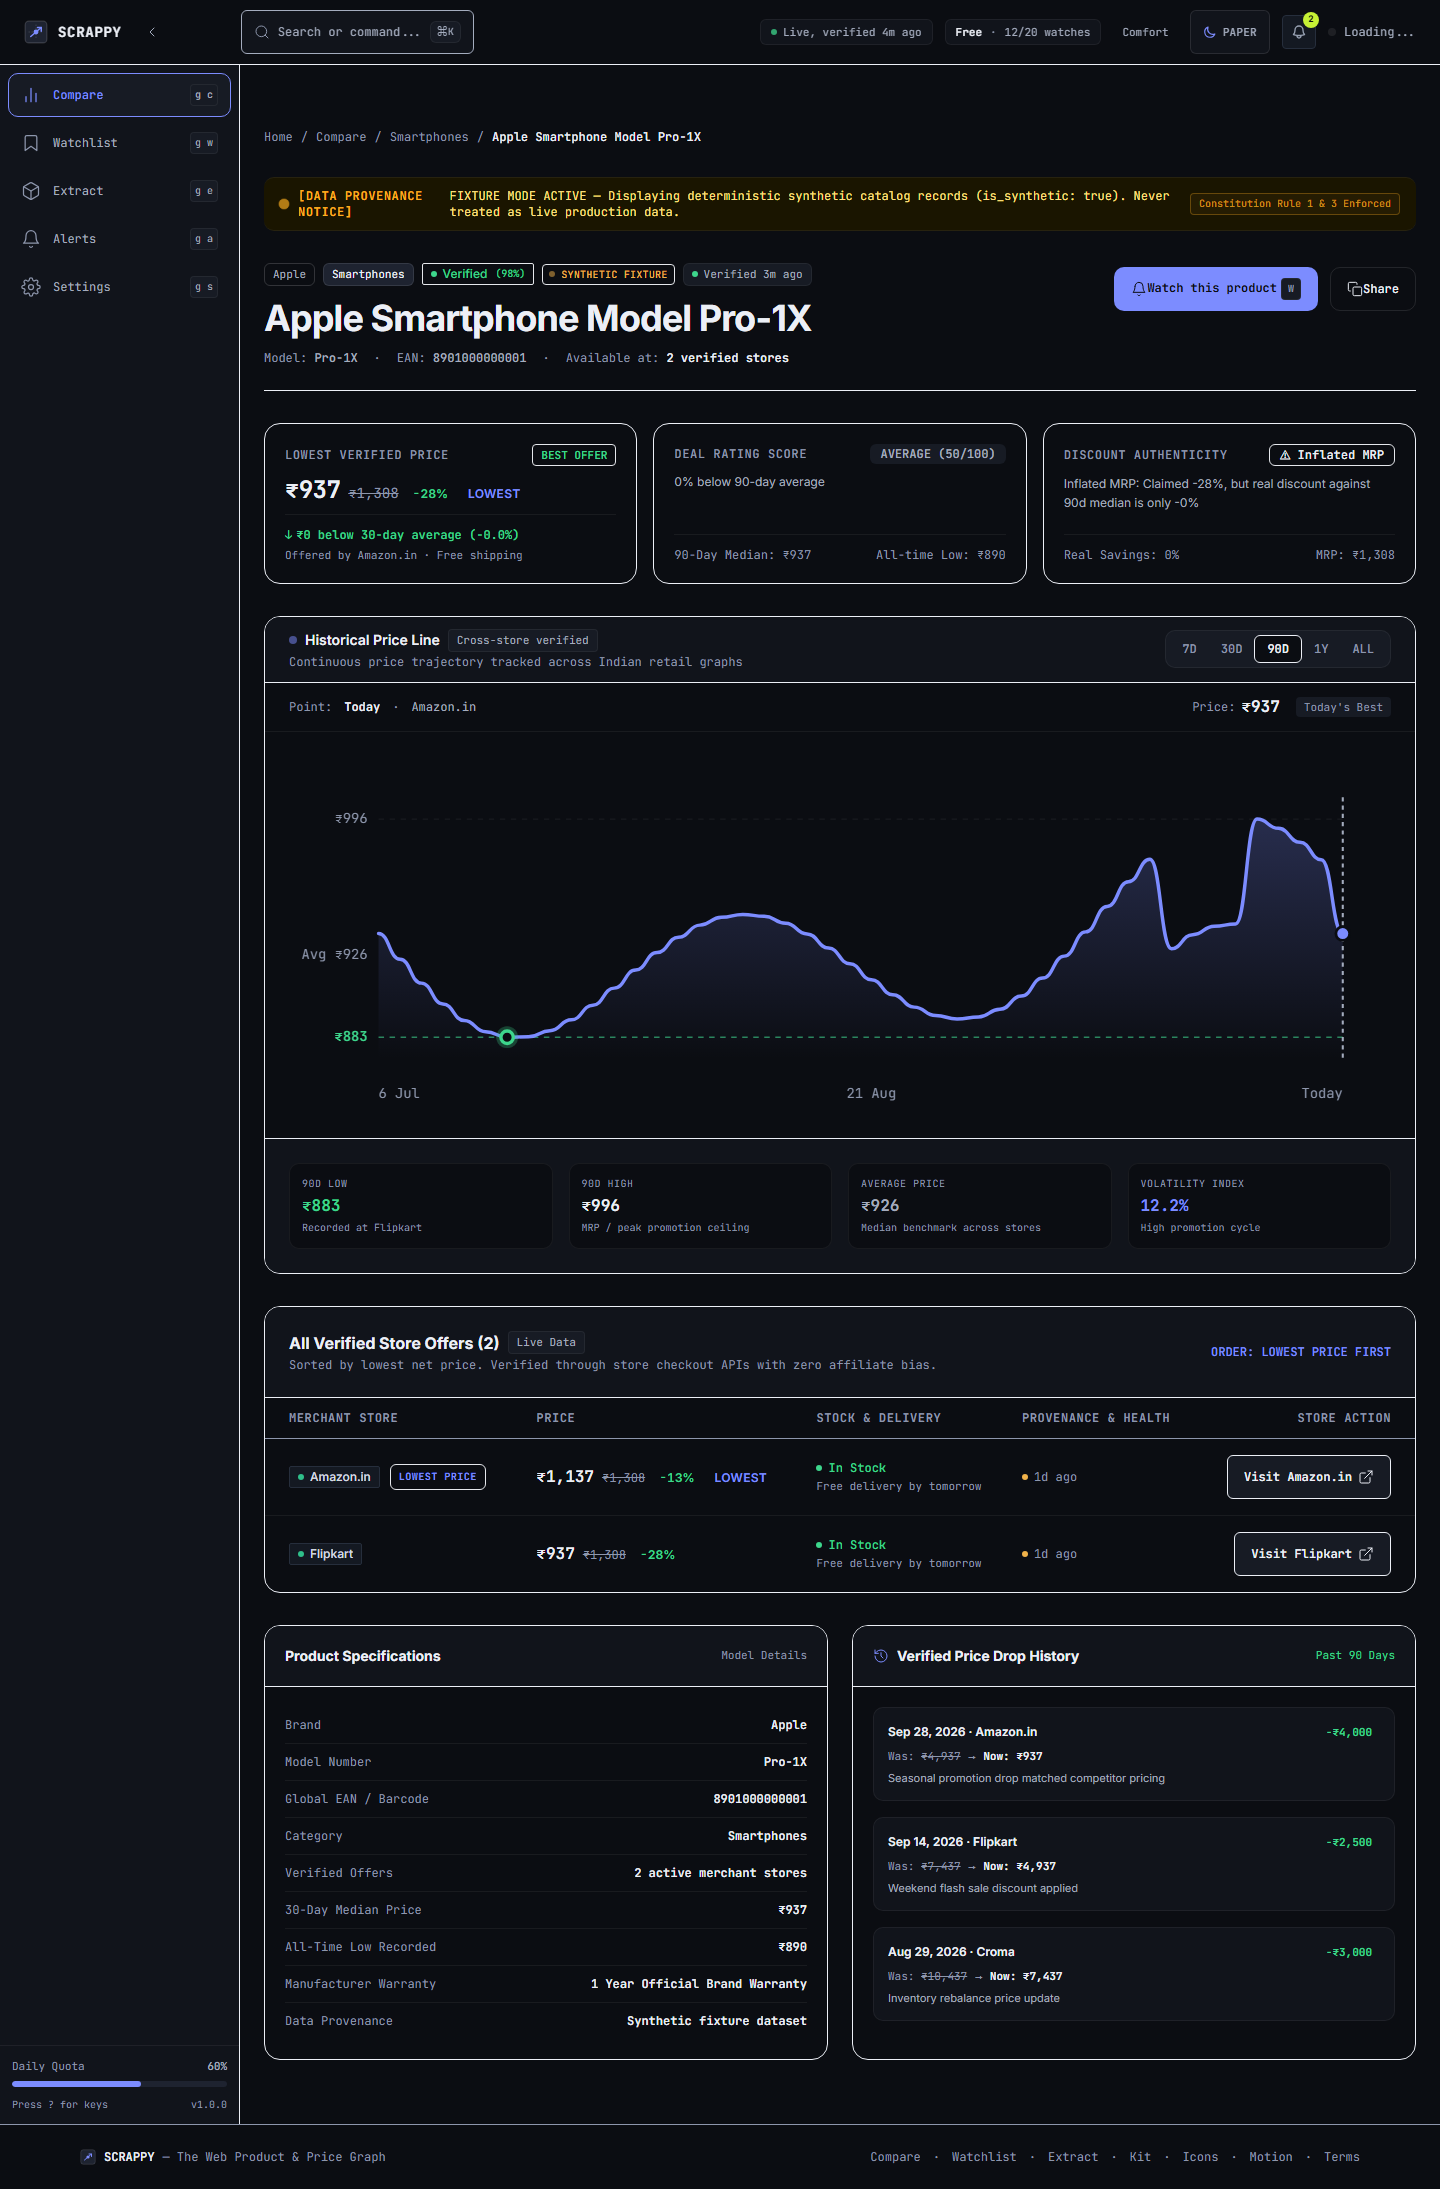 SCRAPPY
Search or command... ⌘K
Live, verified 4m ago
Free · 12/20 watches
Comfort
PAPER
2
Loading...
Compare g c
Watchlist g w
Extract g e
Alerts g a
Settings g s
Home / Compare / Smartphones / Apple Smartphone Model Pro-1X
[DATA PROVENANCE NOTICE]
FIXTURE MODE ACTIVE — Displaying deterministic synthetic catalog records (is_synthetic: true). Never
treated as live production data.
Constitution Rule 1 & 3 Enforced
Apple Smartphones Verified (98%) SYNTHETIC FIXTURE Verified 3m ago
Watch this product W
Share
Apple Smartphone Model Pro-1X
Model: Pro-1X · EAN: 8901000000001 · Available at: 2 verified stores
LOWEST VERIFIED PRICE BEST OFFER
₹937 ₹1,308 -28% LOWEST
↓ ₹0 below 30-day average (-0.0%)
Offered by Amazon.in · Free shipping
DEAL RATING SCORE AVERAGE (50/100)
0% below 90-day average
90-Day Median: ₹937 All-time Low: ₹890
DISCOUNT AUTHENTICITY ⚠ Inflated MRP
Inflated MRP: Claimed -28%, but real discount against
90d median is only -0%
Real Savings: 0% MRP: ₹1,308
Historical Price Line Cross-store verified
Continuous price trajectory tracked across Indian retail graphs
7D 30D 90D 1Y ALL
Point: Today · Amazon.in
Price: ₹937 Today's Best
₹996
Avg ₹926
₹883
6 Jul 21 Aug Today
90D LOW
₹883
Recorded at Flipkart
90D HIGH
₹996
MRP / peak promotion ceiling
AVERAGE PRICE
₹926
Median benchmark across stores
VOLATILITY INDEX
12.2%
High promotion cycle
All Verified Store Offers (2) Live Data
Sorted by lowest net price. Verified through store checkout APIs with zero affiliate bias.
ORDER: LOWEST PRICE FIRST
MERCHANT STORE PRICE STOCK & DELIVERY PROVENANCE & HEALTH STORE ACTION
Amazon.in LOWEST PRICE ₹1,137 ₹1,308 -13% LOWEST In Stock 1d ago Visit Amazon.in
Free delivery by tomorrow
Flipkart ₹937 ₹1,308 -28% In Stock 1d ago Visit Flipkart
Free delivery by tomorrow
Product Specifications Model Details
Brand Apple
Model Number Pro-1X
Global EAN / Barcode 8901000000001
Category Smartphones
Verified Offers 2 active merchant stores
30-Day Median Price ₹937
All-Time Low Recorded ₹890
Manufacturer Warranty 1 Year Official Brand Warranty
Data Provenance Synthetic fixture dataset
Verified Price Drop History Past 90 Days
Sep 28, 2026 · Amazon.in -₹4,000
Was: ₹4,937 → Now: ₹937
Seasonal promotion drop matched competitor pricing
Sep 14, 2026 · Flipkart -₹2,500
Was: ₹7,437 → Now: ₹4,937
Weekend flash sale discount applied
Aug 29, 2026 · Croma -₹3,000
Was: ₹10,437 → Now: ₹7,437
Inventory rebalance price update
Daily Quota 60%
Press ? for keys v1.0.0
SCRAPPY — The Web Product & Price Graph
Compare · Watchlist · Extract · Kit · Icons · Motion · Terms